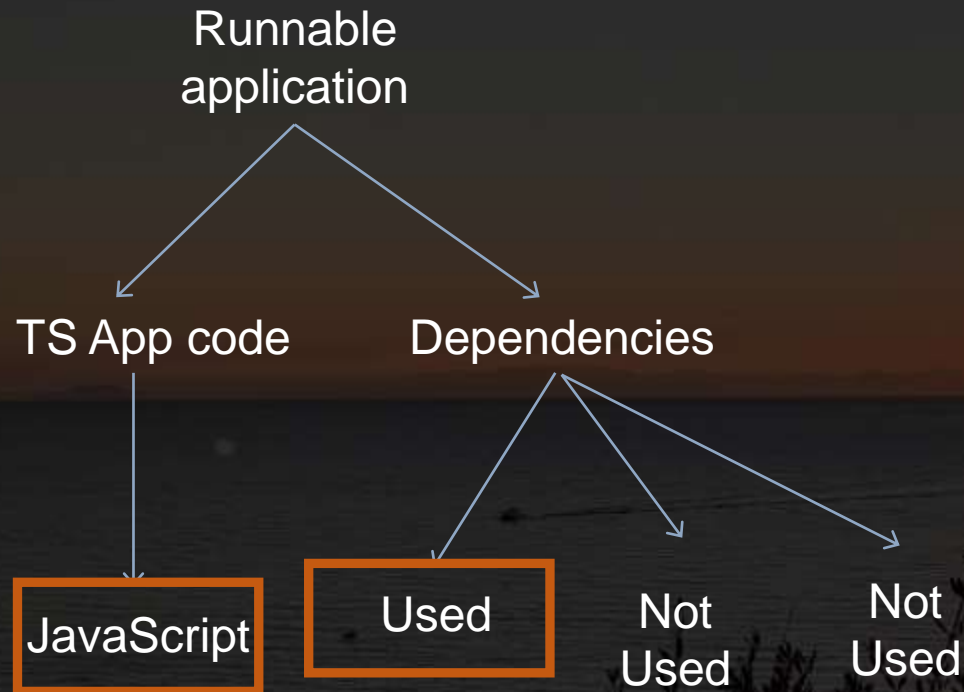 Runnable
application
TS App code
Dependencies
JavaScript
Used
Not
Used
Not
Used